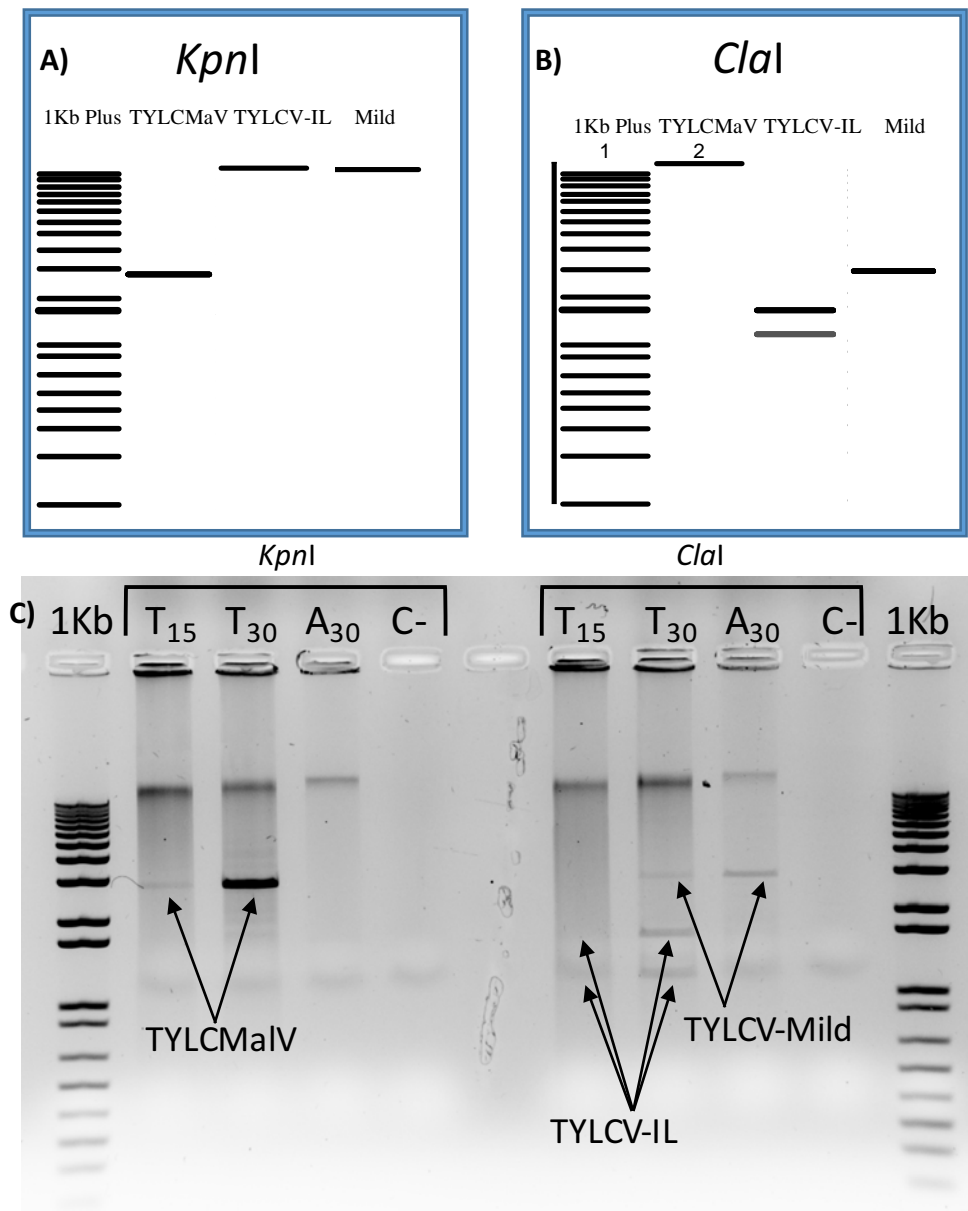 A)
KpnI
1Kb Plus TYLCMaV TYLCV-IL Mild
B)
ClaI
1Kb Plus TYLCMaV TYLCV-IL Mild
1 2
KpnI ClaI
C)
1Kb T15 T30 A30 C- T15 T30 A30 C- 1Kb
TYLCMalV
TYLCV-Mild
TYLCV-IL